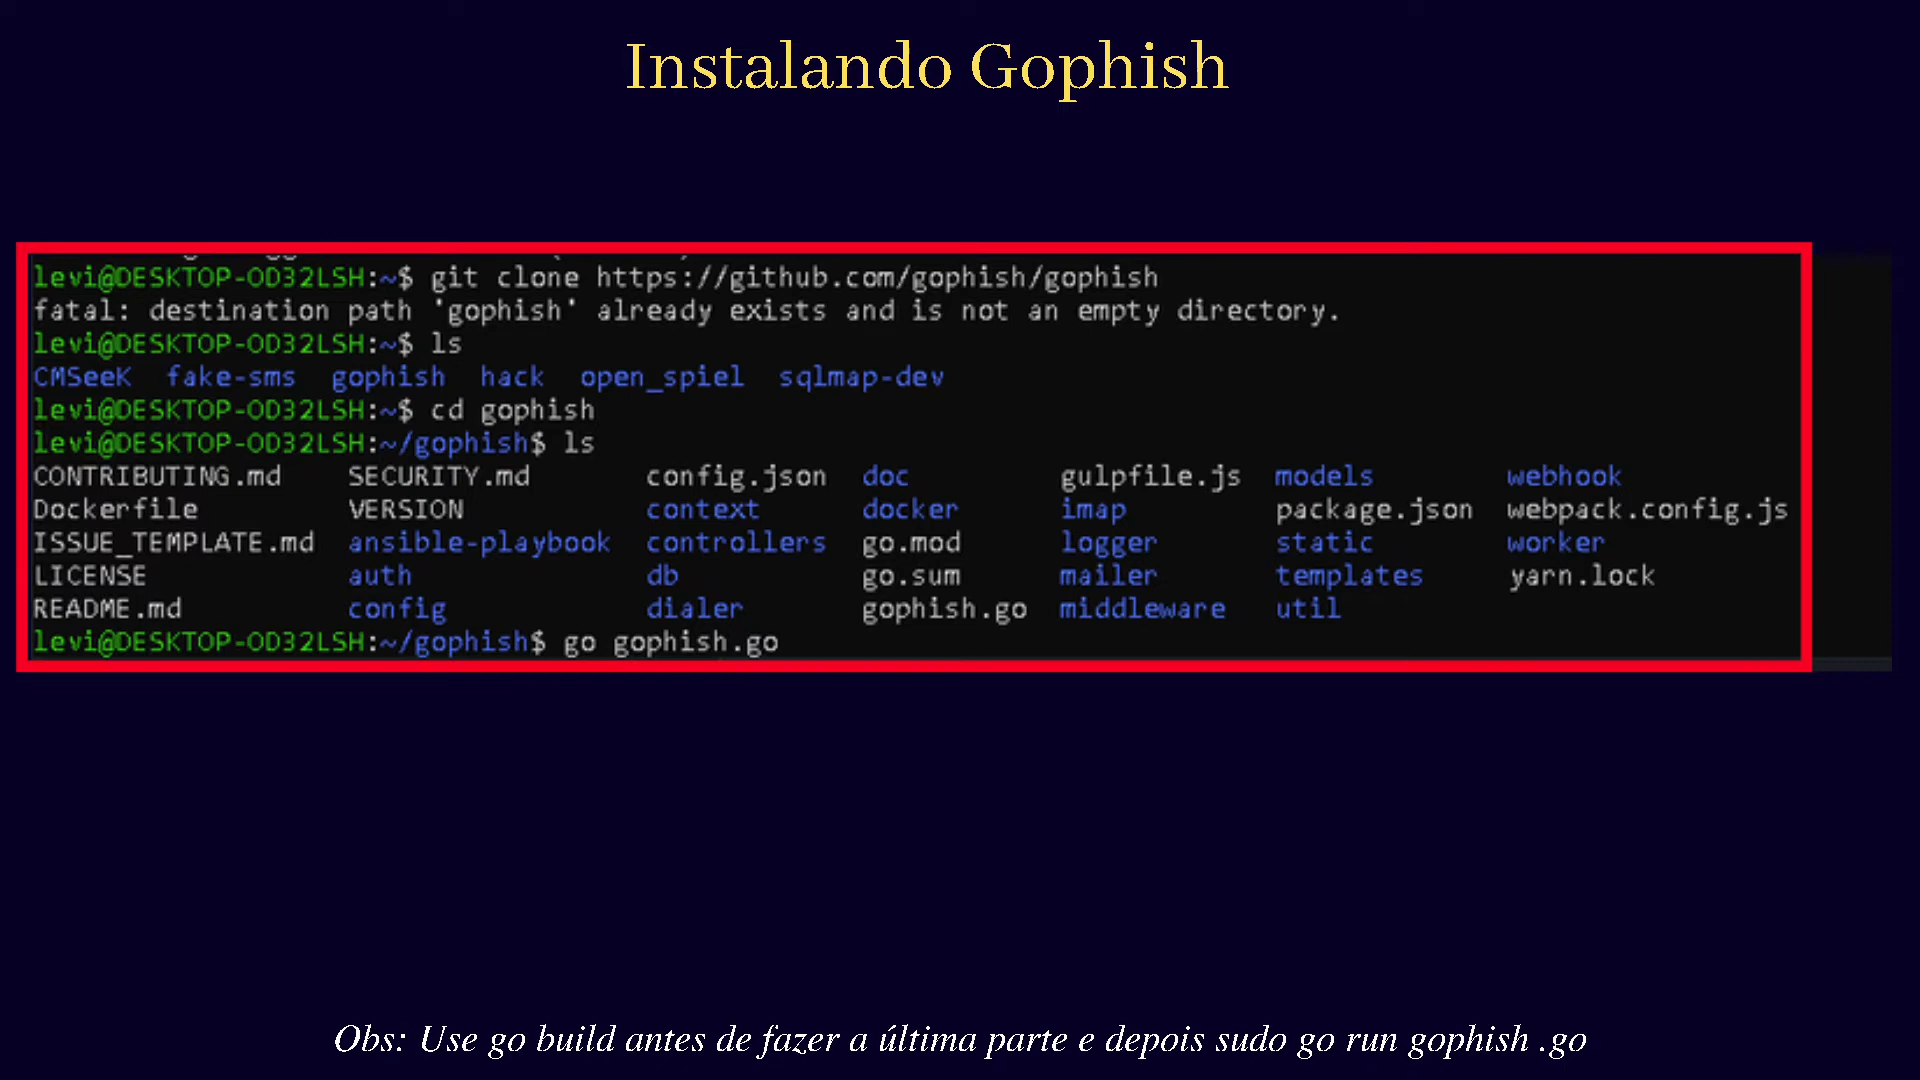 Instalando Gophish
levi@DESKTOP-OD32LSH:~$ git clone https://github.com/gophish/gophish
fatal: destination path 'gophish' already exists and is not an empty directory.
levi@DESKTOP-OD32LSH:~$ ls
CMSeeK fake-sms gophish hack open_spiel sqlmap-dev
levi@DESKTOP-OD32LSH:~$ cd gophish
levi@DESKTOP-OD32LSH:~/gophish$ ls
CONTRIBUTING.md SECURITY.md config.json doc gulpfile.js models webhook
Dockerfile VERSION context docker imap package.json webpack.config.js
ISSUE_TEMPLATE.md ansible-playbook controllers go.mod logger static worker
LICENSE auth db go.sum mailer templates yarn.lock
README.md config dialer gophish.go middleware util
levi@DESKTOP-OD32LSH:~/gophish$ go gophish.go
Obs: Use go build antes de fazer a última parte e depois sudo go run gophish .go